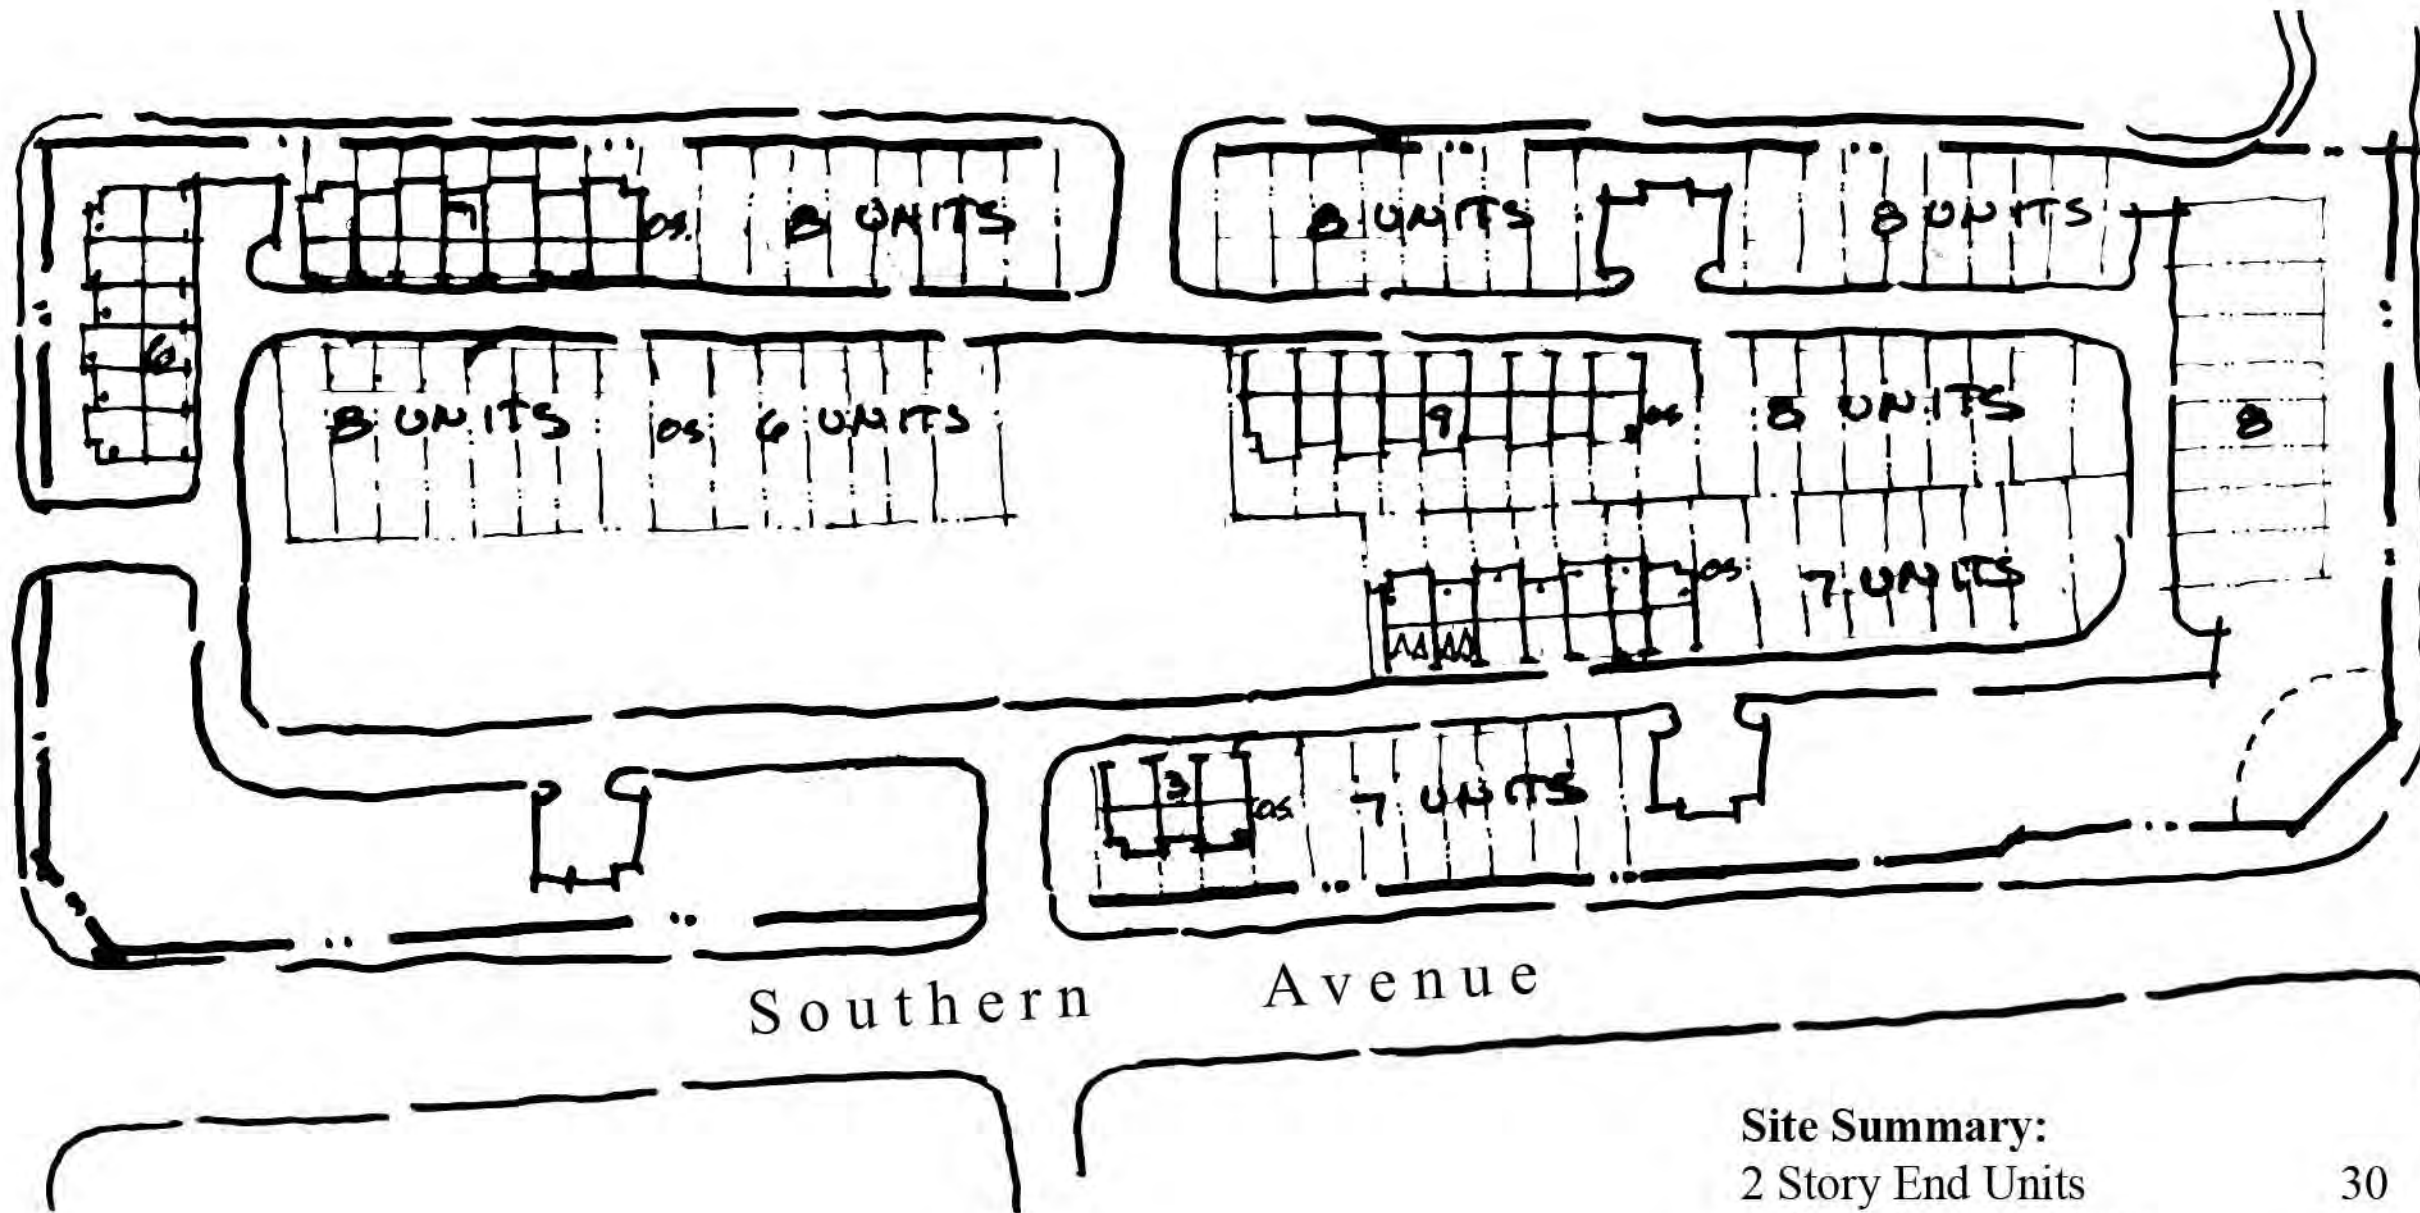 7 OS. 8 UNITS 8 UNITS 8 UNITS
6
8 UNITS OS 6 UNITS 9 OS 8 UNITS 8
7 UNITS
OS
3 OS 7 UNITS
Southern Avenue
Site Summary:
2 Story End Units 30